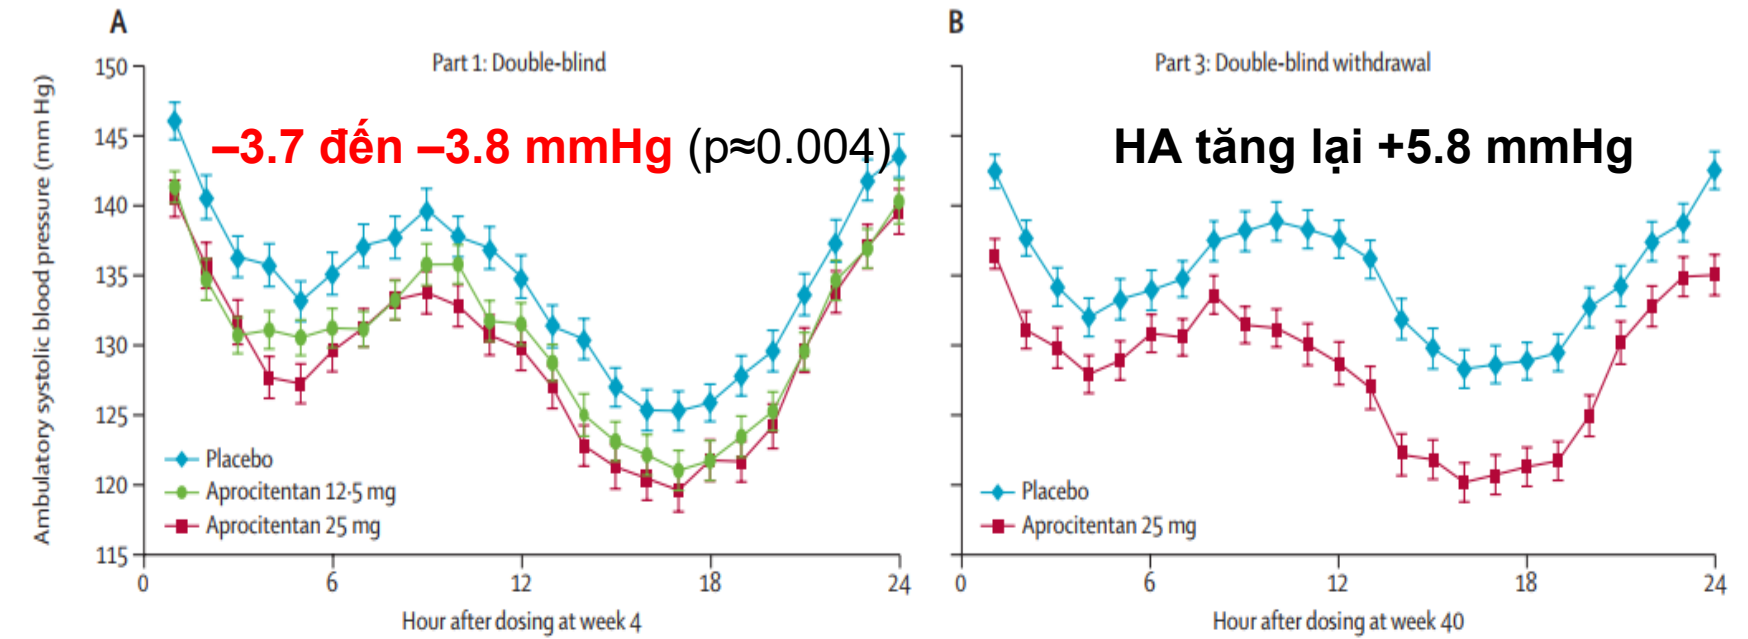 A
B
Part 1: Double-blind
Part 3: Double-blind withdrawal
–3.7 đến –3.8 mmHg (p≈0.004)
HA tăng lại +5.8 mmHg
Ambulatory systolic blood pressure (mm Hg)
150
145
140
135
130
125
120
115
Placebo
Aprocitentan 12·5 mg
Aprocitentan 25 mg
Placebo
Aprocitentan 25 mg
0 6 12 18 24
0 6 12 18 24
Hour after dosing at week 4
Hour after dosing at week 40